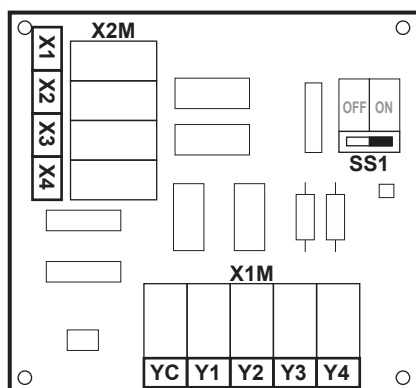 X2M
X1
X2
X3
X4
OFF ON
SS1
X1M
YC Y1 Y2 Y3 Y4